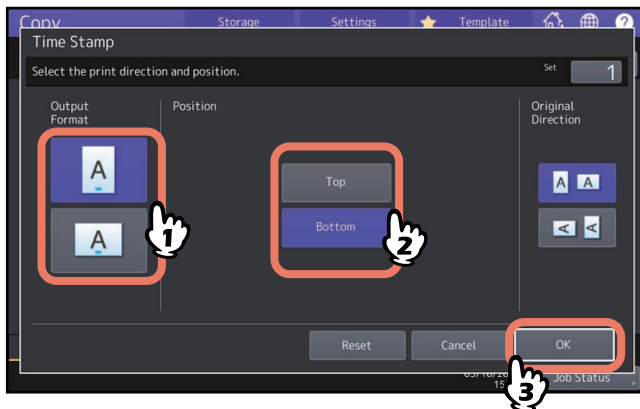 Copy
Storage
Settings
Template
?
Time Stamp
Select the print direction and position.
Set
1
Output
Format
Position
Original
Direction
A
Top
A
A
1
Bottom
2
A
A
A
Reset
Cancel
OK
15
Job Status
3